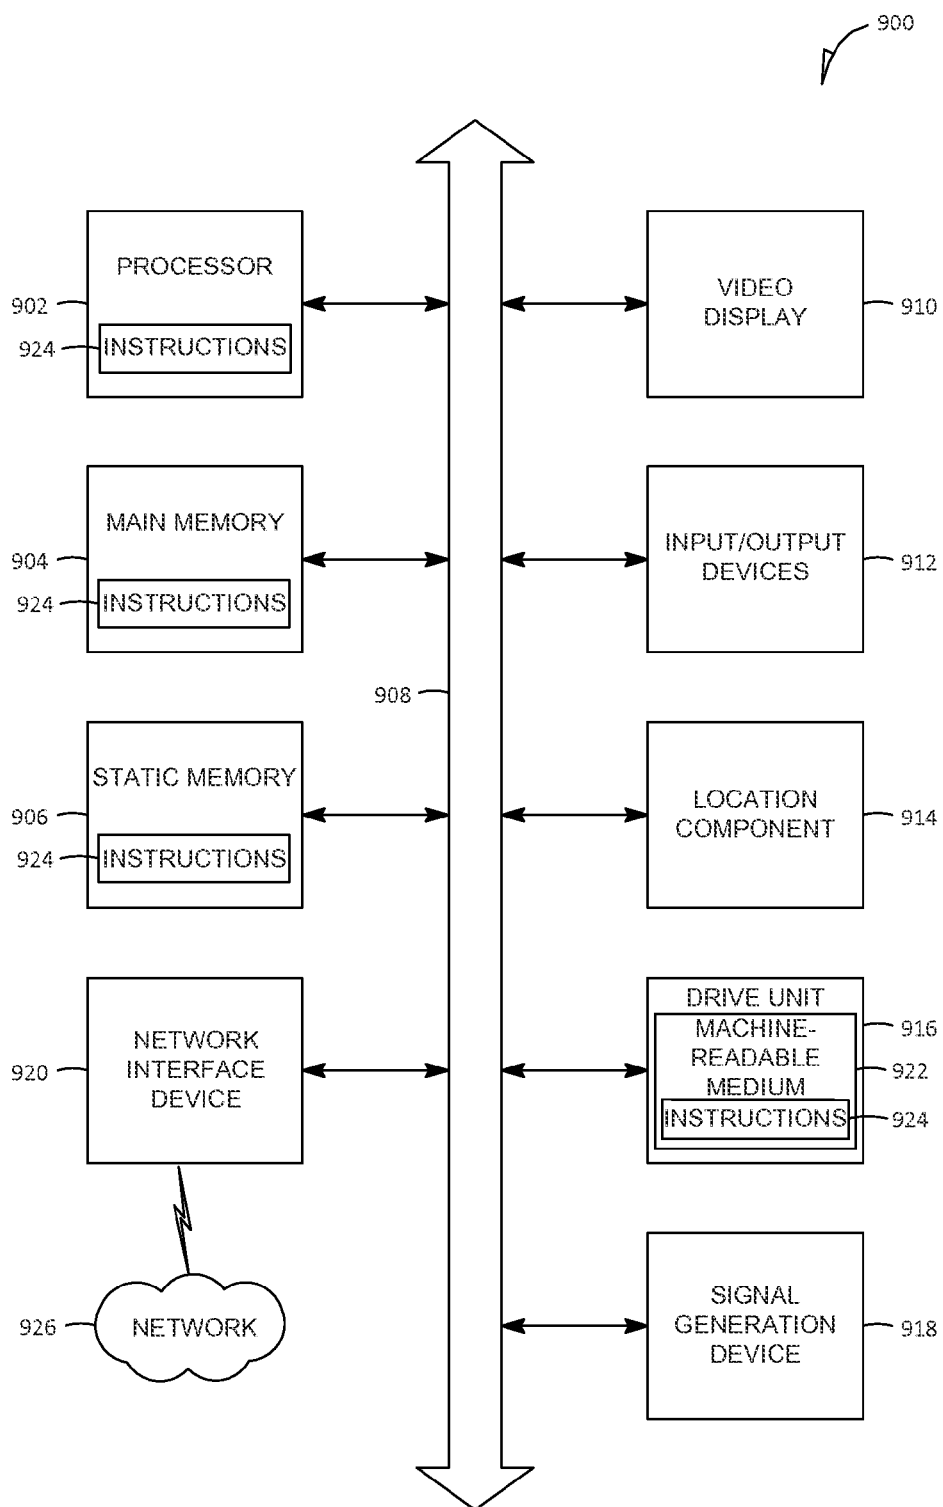 900
PROCESSOR
902
924
INSTRUCTIONS
VIDEO
DISPLAY
910
MAIN MEMORY
904
924
INSTRUCTIONS
INPUT/OUTPUT
DEVICES
912
908
STATIC MEMORY
906
924
INSTRUCTIONS
LOCATION
COMPONENT
914
NETWORK
INTERFACE
DEVICE
920
DRIVE UNIT
916
MACHINE-
READABLE
MEDIUM
922
INSTRUCTIONS
924
926
NETWORK
SIGNAL
GENERATION
DEVICE
918